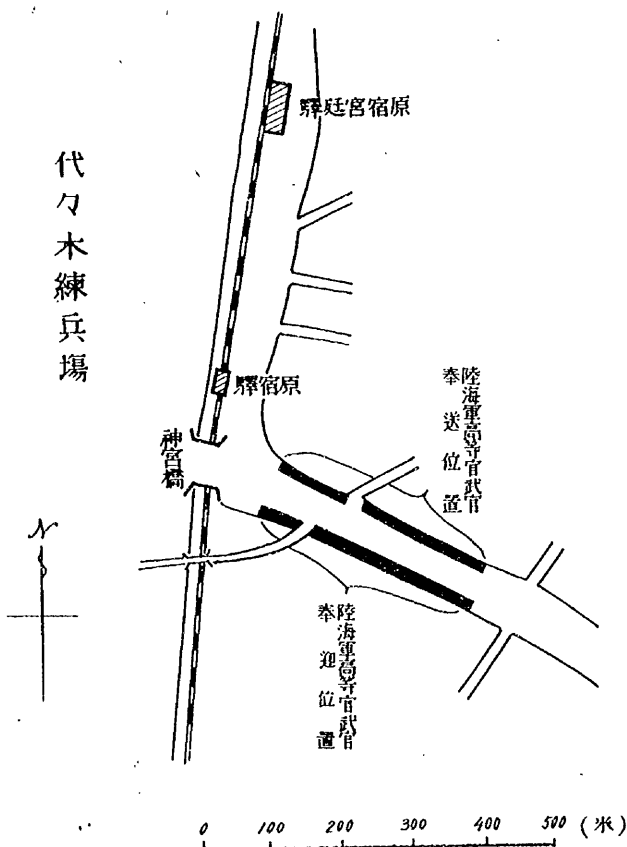 原宿宮廷驛
代々木練兵場
原宿驛
陸海軍高等官武官
奉送位置
神宮橋
N
陸海軍高等官武官
奉迎位置
0 100 200 300 400 500 (米)